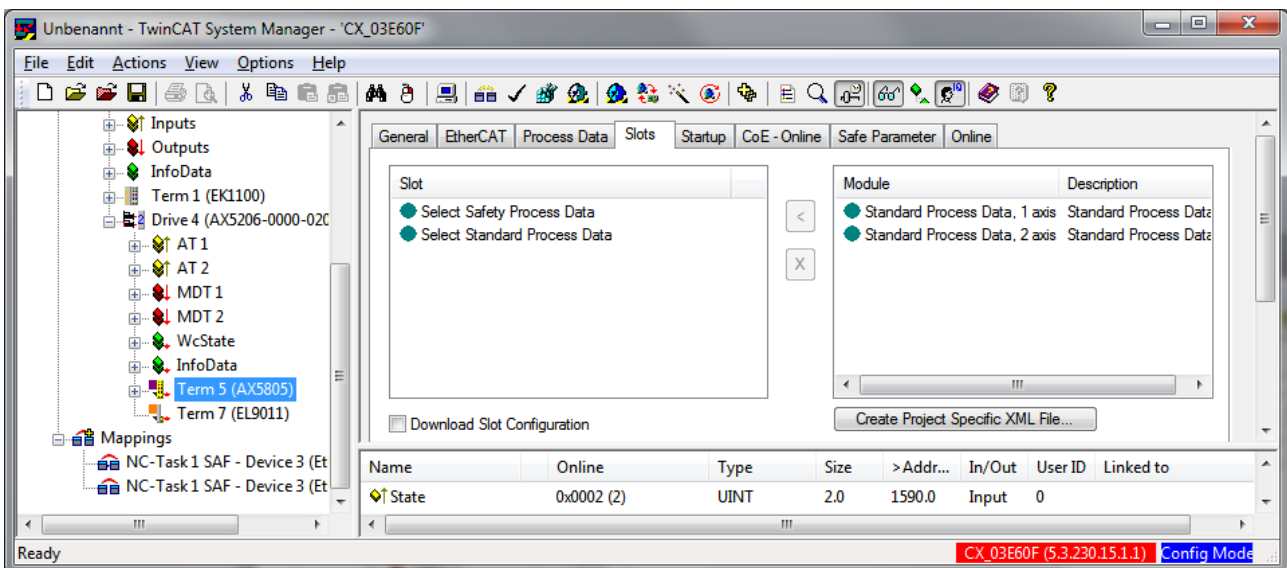 Unbenannt - TwinCAT System Manager - 'CX_03E60F'
File Edit Actions View Options Help
Inputs
Outputs
InfoData
Term 1 (EK1100)
Drive 4 (AX5206-0000-020
AT 1
AT 2
MDT 1
MDT 2
WcState
InfoData
Term 5 (AX5805)
Term 7 (EL9011)
Mappings
NC-Task 1 SAF - Device 3 (Et
NC-Task 1 SAF - Device 3 (Et
General EtherCAT Process Data Slots Startup CoE - Online Safe Parameter Online
Slot
Select Safety Process Data
Select Standard Process Data
<
X
Module Description
Standard Process Data, 1 axis Standard Process Data
Standard Process Data, 2 axis Standard Process Data
Download Slot Configuration
Create Project Specific XML File...
Name Online Type Size >Addr... In/Out User ID Linked to
State 0x0002 (2) UINT 2.0 1590.0 Input 0
Ready CX_03E60F (5.3.230.15.1.1) Config Mode